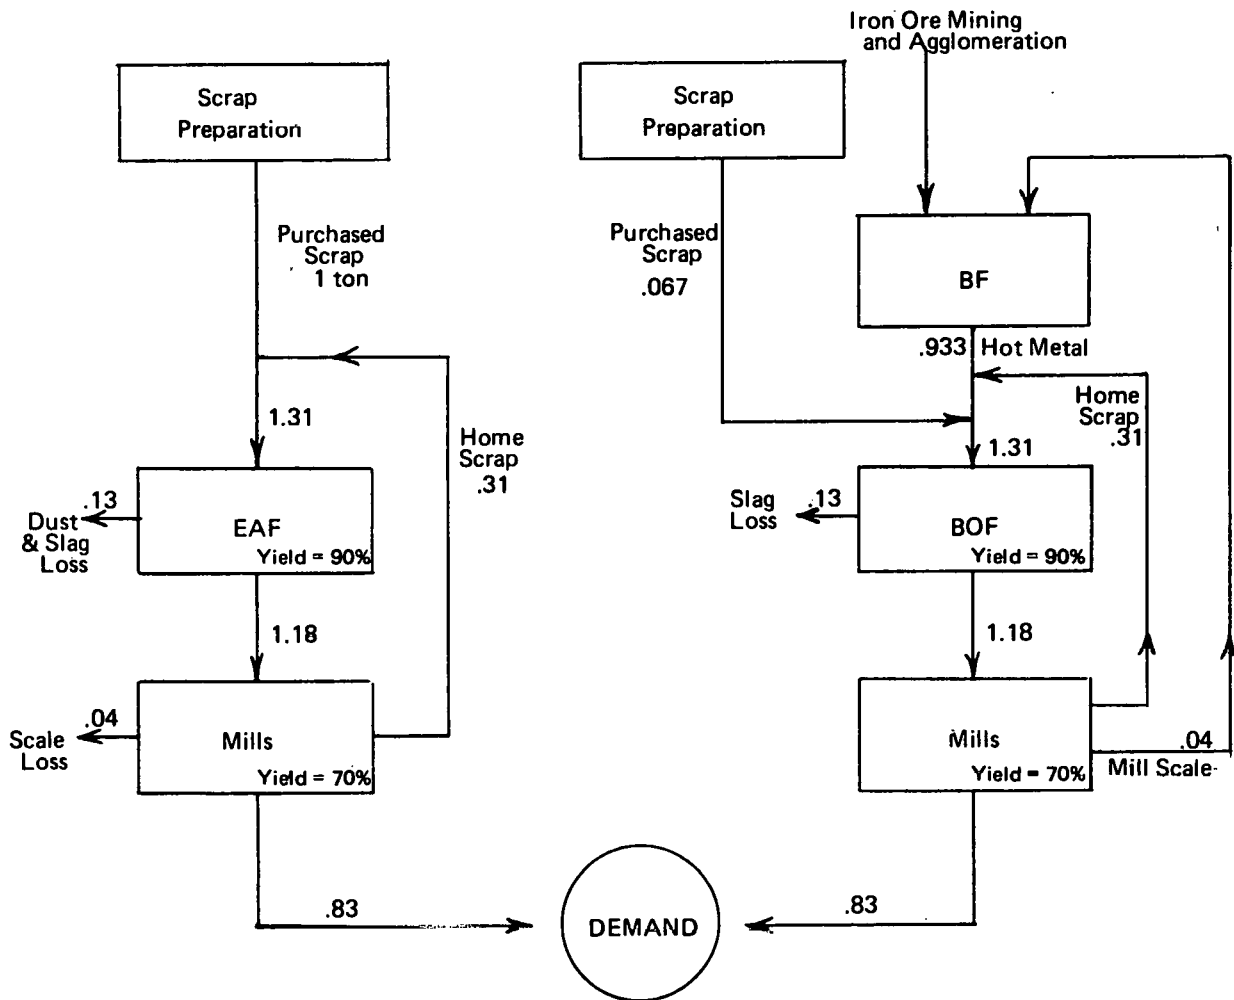 Iron Ore Mining
and Agglomeration
Scrap
Preparation
Scrap
Preparation
Purchased
Scrap
1 ton
Purchased
Scrap
.067
BF
.933 Hot Metal
1.31
Home
Scrap
.31
Home
Scrap
.31
1.31
.13
Dust
& Slag
Loss
EAF
Yield = 90%
Slag
Loss
.13
BOF
Yield = 90%
1.18
1.18
.04
Scale
Loss
Mills
Yield = 70%
Mills
Yield = 70%
.04
Mill Scale
.83
DEMAND
.83